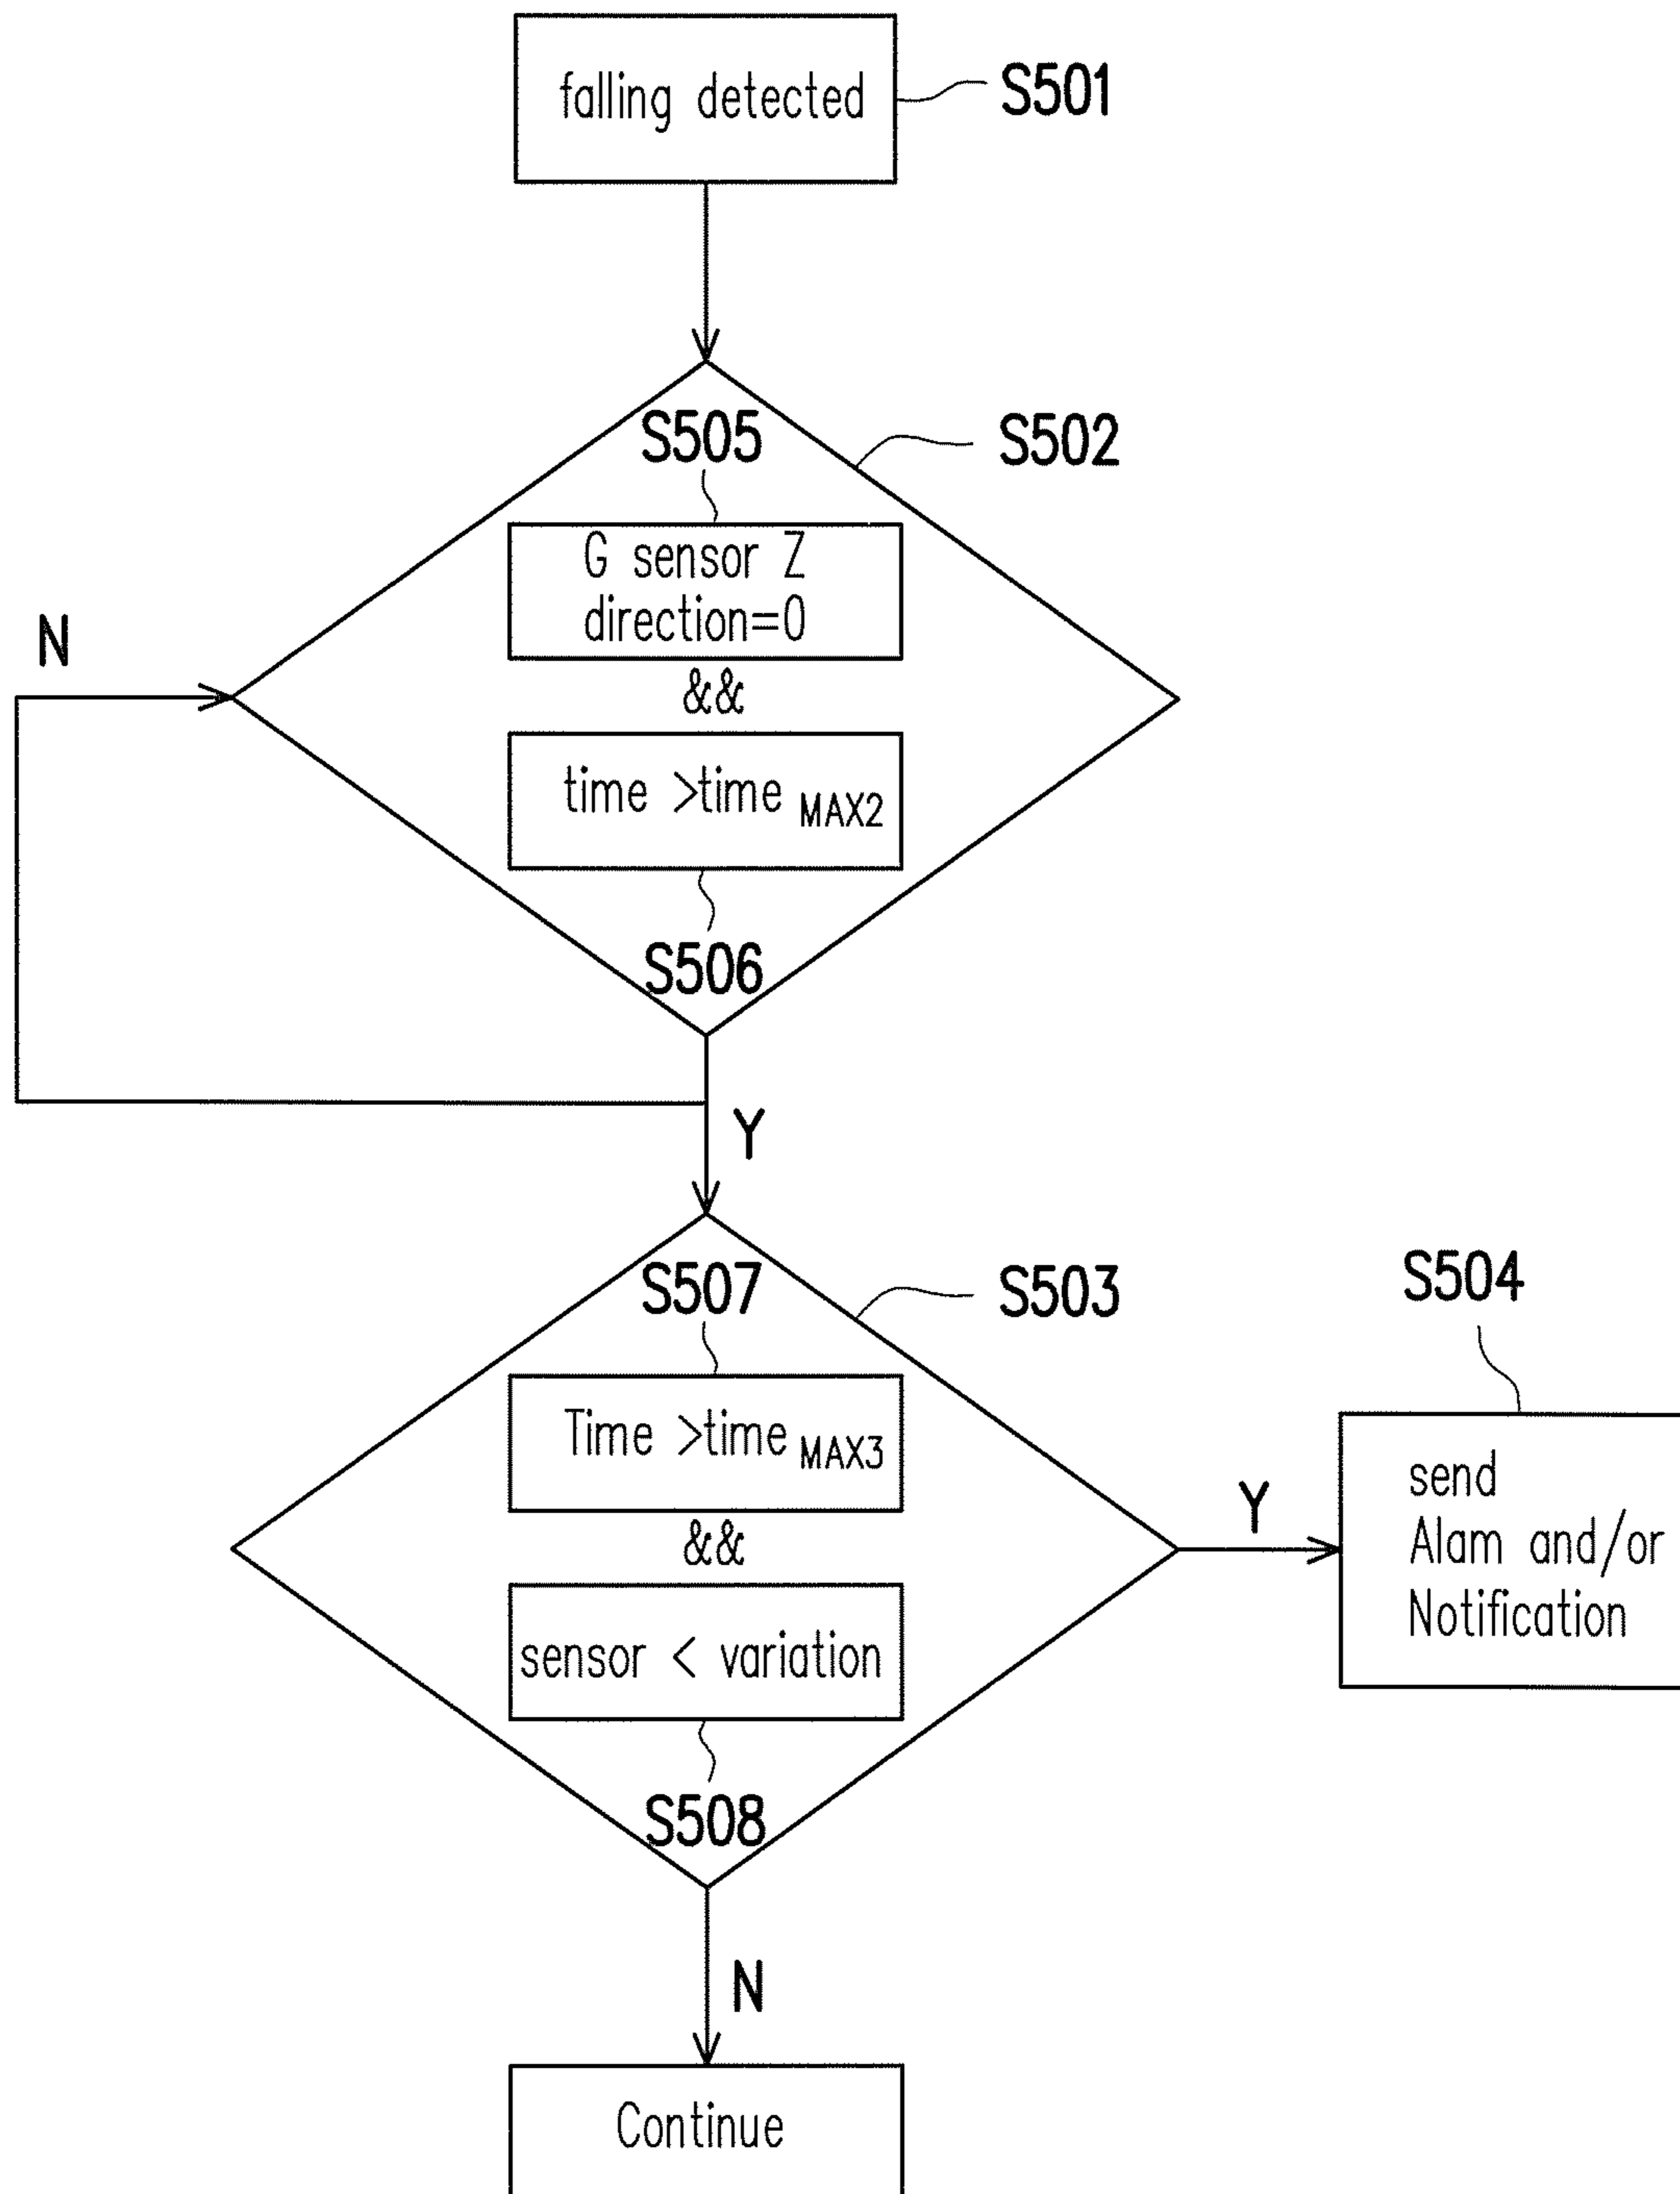 falling detected
S501
S505
S502
G sensor Z
direction=0
N
&&
time >time MAX2
S506
Y
S507
S503
S504
Time >time MAX3
&&
sensor < variation
Y
send
Alam and/or
Notification
S508
N
Continue